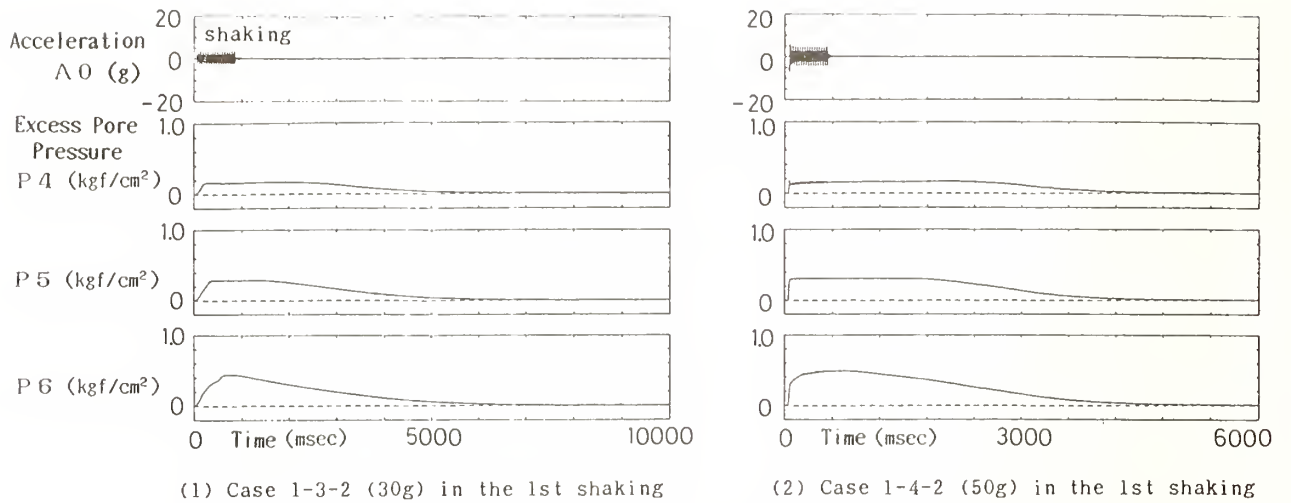 20
Acceleration
shaking
Λ0 (g)
0
-20
Excess Pore
Pressure
P4 (kgf/cm²)
1.0
0
P5 (kgf/cm²)
1.0
0
P6 (kgf/cm²)
1.0
0
0 Time (msec) 5000 10000
(1) Case 1-3-2 (30g) in the 1st shaking
20
0
-20
1.0
0
1.0
0
1.0
0
0 Time (msec) 3000 6000
(2) Case 1-4-2 (50g) in the 1st shaking